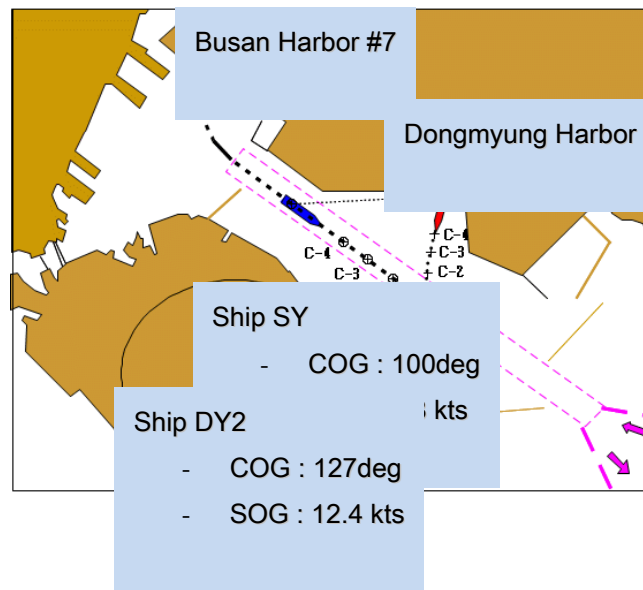 Busan Harbor #7
Dongmyung Harbor
C-4
C-3
C-4
C-3
C-2
Ship SY
- COG : 100deg
kts
Ship DY2
- COG : 127deg
- SOG : 12.4 kts